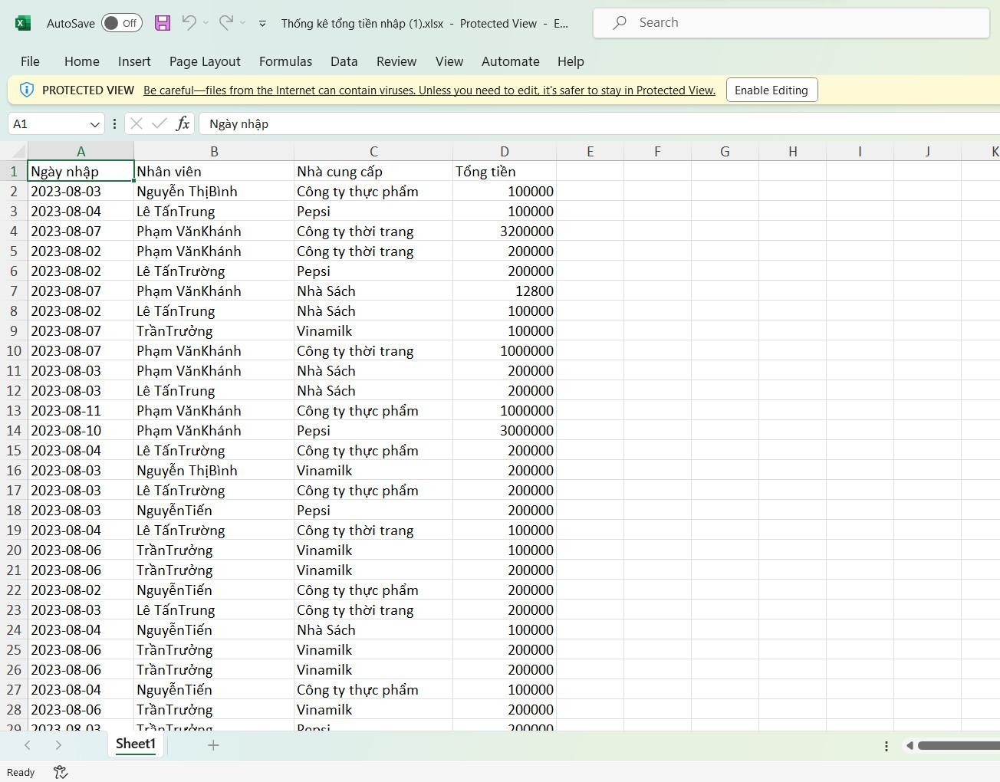 AutoSave Off Thống kê tổng tiền nhập (1).xlsx - Protected View - E... Search
File Home Insert Page Layout Formulas Data Review View Automate Help
PROTECTED VIEW Be careful—files from the Internet can contain viruses. Unless you need to edit, it's safer to stay in Protected View. Enable Editing
A1 fx Ngày nhập
A B C D E F G H I J K
1 Ngày nhập Nhân viên Nhà cung cấp Tổng tiền
2 2023-08-03 Nguyễn ThịBình Công ty thực phẩm 100000
3 2023-08-04 Lê TấnTrung Pepsi 100000
4 2023-08-07 Phạm VănKhánh Công ty thời trang 3200000
5 2023-08-02 Phạm VănKhánh Công ty thời trang 200000
6 2023-08-02 Lê TấnTrường Pepsi 200000
7 2023-08-07 Phạm VănKhánh Nhà Sách 12800
8 2023-08-02 Lê TấnTrung Nhà Sách 100000
9 2023-08-07 TrầnTrưởng Vinamilk 100000
10 2023-08-07 Phạm VănKhánh Công ty thời trang 1000000
11 2023-08-03 Phạm VănKhánh Nhà Sách 200000
12 2023-08-03 Lê TấnTrung Nhà Sách 200000
13 2023-08-11 Phạm VănKhánh Công ty thực phẩm 1000000
14 2023-08-10 Phạm VănKhánh Pepsi 3000000
15 2023-08-04 Lê TấnTrường Công ty thực phẩm 200000
16 2023-08-03 Nguyễn ThịBình Vinamilk 200000
17 2023-08-03 Lê TấnTrường Công ty thực phẩm 200000
18 2023-08-03 NguyễnTiến Pepsi 200000
19 2023-08-04 Lê TấnTrường Công ty thời trang 100000
20 2023-08-06 TrầnTrưởng Vinamilk 100000
21 2023-08-06 TrầnTrưởng Vinamilk 200000
22 2023-08-02 NguyễnTiến Công ty thực phẩm 200000
23 2023-08-03 Lê TấnTrung Công ty thời trang 200000
24 2023-08-04 NguyễnTiến Nhà Sách 100000
25 2023-08-06 TrầnTrưởng Vinamilk 200000
26 2023-08-06 TrầnTrưởng Vinamilk 200000
27 2023-08-04 NguyễnTiến Công ty thực phẩm 100000
28 2023-08-06 TrầnTrưởng Vinamilk 200000
29 2023-08-03 TrầnTrưởng Pepsi 200000
Sheet1
Ready